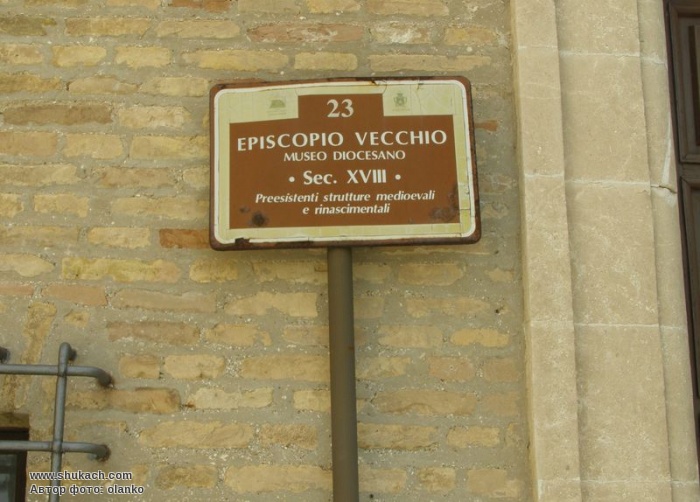 23
EPISCOPIO VECCHIO
MUSEO DIOCESANO
• Sec. XVIII •
Preesistenti strutture medioevali
e rinascimentali
www.shukach.com
Автор фото: olanko